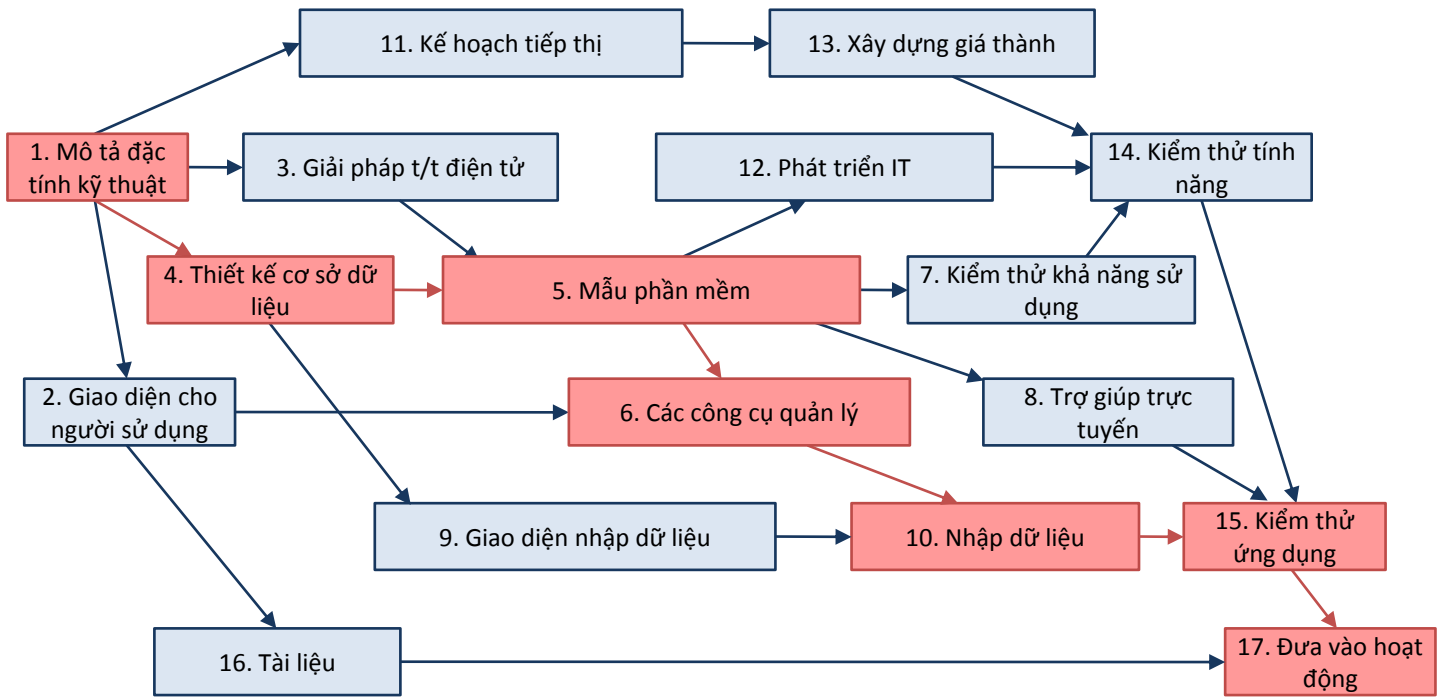 11. Kế hoạch tiếp thị
13. Xây dựng giá thành
1. Mô tả đặc
tính kỹ thuật
3. Giải pháp t/t điện tử
12. Phát triển IT
14. Kiểm thử tính
năng
4. Thiết kế cơ sở dữ
liệu
5. Mẫu phần mềm
7. Kiểm thử khả năng sử
dụng
2. Giao diện cho
người sử dụng
6. Các công cụ quản lý
8. Trợ giúp trực
tuyến
9. Giao diện nhập dữ liệu
10. Nhập dữ liệu
15. Kiểm thử
ứng dụng
16. Tài liệu
17. Đưa vào hoạt
động